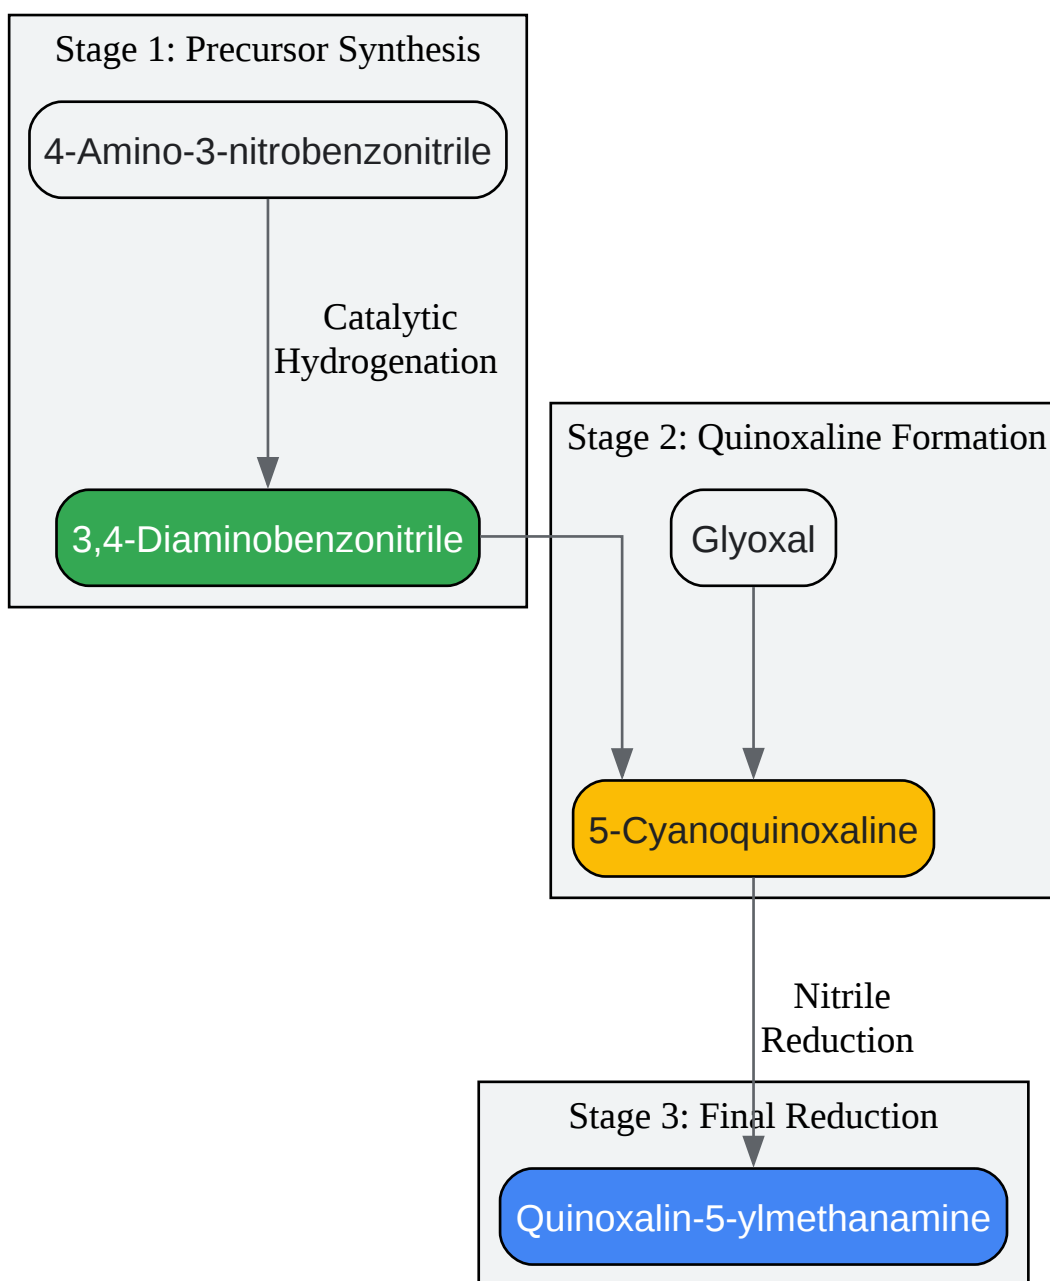 Stage 1: Precursor Synthesis
4-Amino-3-nitrobenzonitrile
Catalytic
Hydrogenation
3,4-Diaminobenzonitrile
Stage 2: Quinoxaline Formation
Glyoxal
5-Cyanoquinoxaline
Nitrile
Reduction
Stage 3: Final Reduction
Quinoxalin-5-ylmethanamine